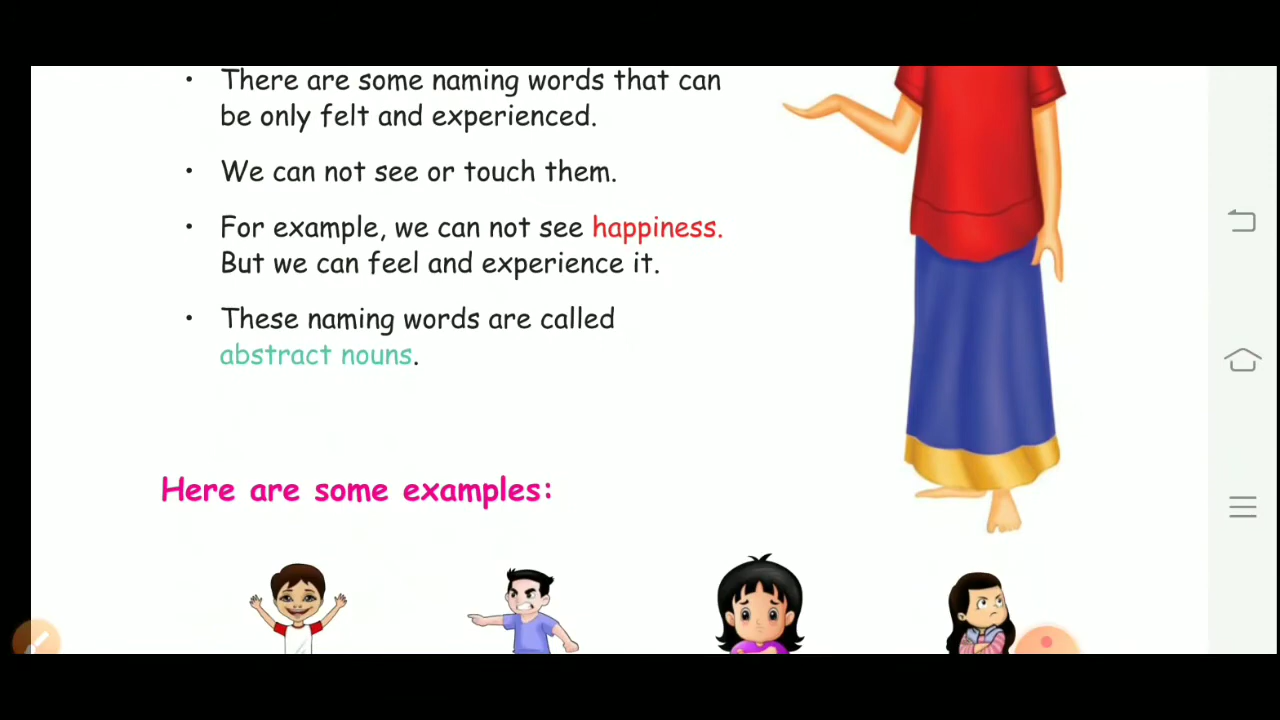 • There are some naming words that can
be only felt and experienced.
• We can not see or touch them.
• For example, we can not see happiness.
But we can feel and experience it.
• These naming words are called
abstract nouns.
Here are some examples: